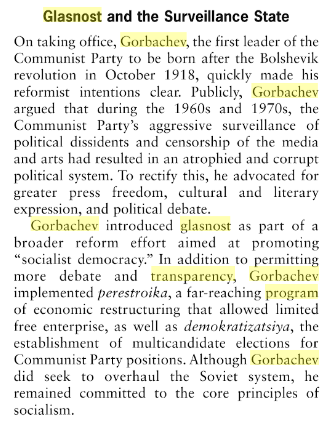 Glasnost and the Surveillance State
On taking office, Gorbachev, the first leader of the
Communist Party to be born after the Bolshevik
revolution in October 1918, quickly made his
reformist intentions clear. Publicly, Gorbachev
argued that during the 1960s and 1970s, the
Communist Party's aggressive surveillance of
political dissidents and censorship of the media
and arts had resulted in an atrophied and corrupt
political system. To rectify this, he advocated for
greater press freedom, cultural and literary
expression, and political debate.
Gorbachev introduced glasnost as part of a
broader reform effort aimed at promoting
“socialist democracy.” In addition to permitting
more debate and transparency, Gorbachev
implemented perestroika, a far-reaching program
of economic restructuring that allowed limited
free enterprise, as well as demokratizatsiya, the
establishment of multicandidate elections for
Communist Party positions. Although Gorbachev
did seek to overhaul the Soviet system, he
remained committed to the core principles of
socialism.